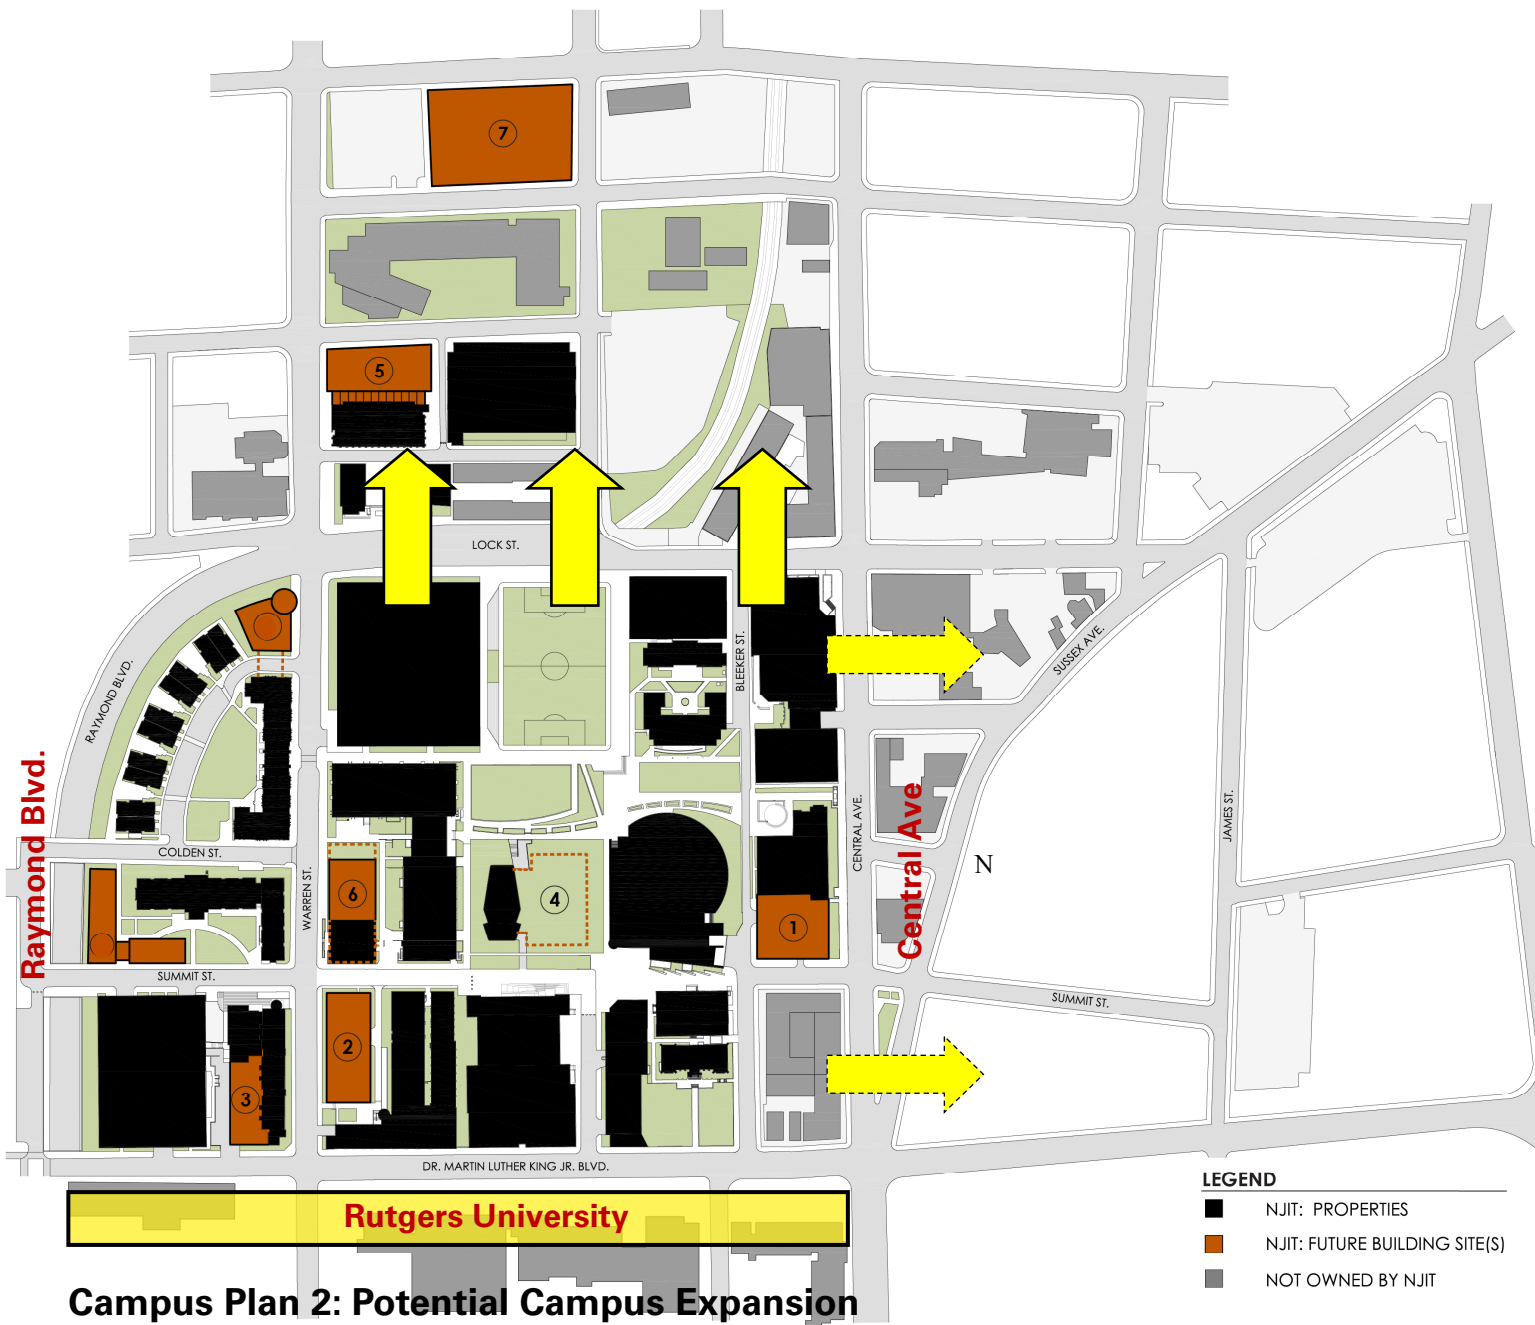 7
5
LOCK ST.
RAYMOND BLVD.
BLEEKER ST.
SUSSEX AVE.
Raymond Blvd.
COLDEN ST.
WARREN ST.
6
4
1
CENTRAL AVE.
Central Ave
N
JAMES ST.
SUMMIT ST.
SUMMIT ST.
2
3
DR. MARTIN LUTHER KING JR. BLVD.
Rutgers University
LEGEND
NJIT: PROPERTIES
NJIT: FUTURE BUILDING SITE(S)
NOT OWNED BY NJIT
Campus Plan 2: Potential Campus Expansion